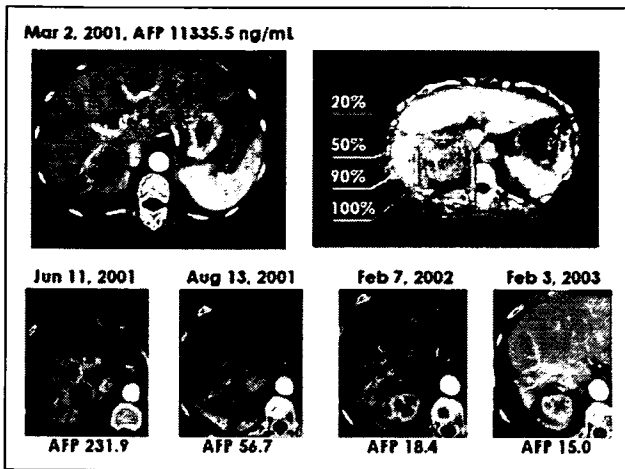 Mar 2, 2001, AFP 11335.5 ng/mL
20%
50%
90%
100%
Jun 11, 2001 Aug 13, 2001 Feb 7, 2002 Feb 3, 2003
AFP 231.9 AFP 56.7 AFP 18.4 AFP 15.0